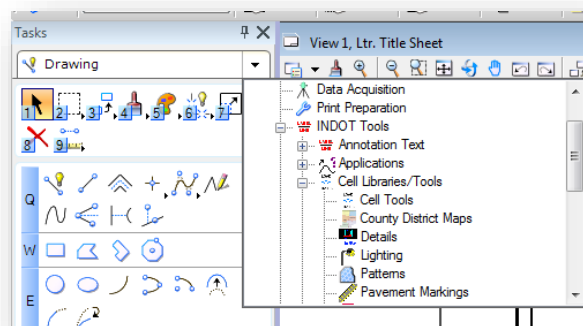 Tasks
View 1, Ltr. Title Sheet
Drawing
Data Acquisition
Print Preparation
INDOT Tools
Annotation Text
Applications
Cell Libraries/Tools
Cell Tools
County District Maps
Details
Lighting
Patterns
Pavement Markings
1 2 3 4 5 6 7
8 9
Q
W
E